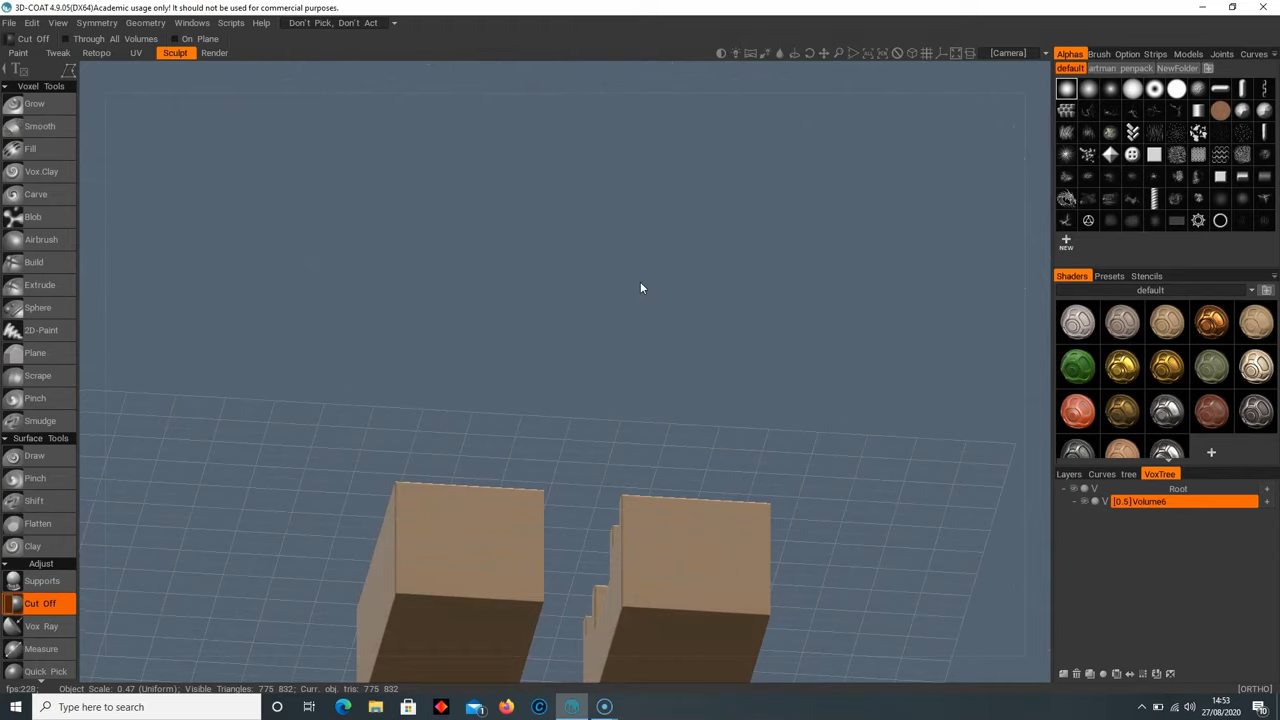 3D-COAT 4.9.05(DX64)Academic usage only! It should not be used for commercial purposes.
File Edit View Symmetry Geometry Windows Scripts Help Don't Pick, Don't Act
Cut Off Through All Volumes On Plane
Paint Tweak Retopo UV Sculpt Render [Camera]
Alphas Brush Option Strips Models Joints Curves
default artman penpack NewFolder
Voxel Tools
Grow
Smooth
Fill
Vox.Clay
Carve
Blob
Airbrush
Build
Extrude
Sphere
2D-Paint
Plane
Scrape
Pinch
Smudge
Surface Tools
Draw
Pinch
Shift
Flatten
Clay
Adjust
Supports
Cut Off
Vox Ray
Measure
Quick Pick
NEW
Shaders Presets Stencils
default
Layers Curves tree VoxTree
V Root
V [0.5]Volume6
fps:228; Object Scale: 0.47 (Uniform); Visible Triangles: 775 832; Curr. obj. tris: 775 832
[ORTHO]
Type here to search
14:53
27/08/2020